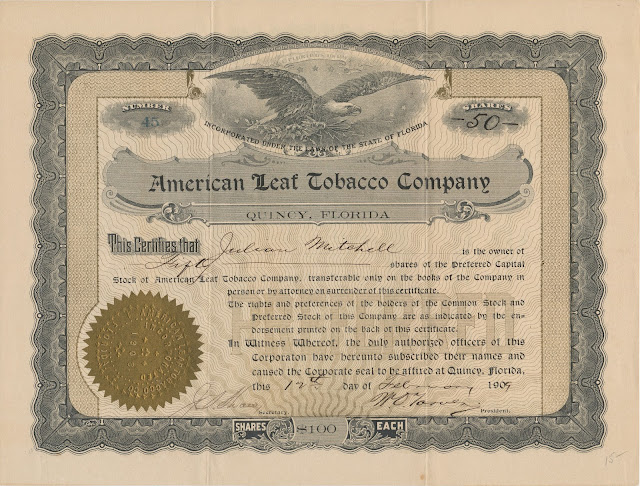 NUMBER
45
SHARES
-50-
INCORPORATED UNDER THE LAWS OF THE STATE OF FLORIDA
American Leaf Tobacco Company
QUINCY, FLORIDA
This Certifies that Julian Mitchell is the owner of
Fifty shares of the Preferred Capital
Stock of American Leaf Tobacco Company, transferable only on the books of the Company in
person or by attorney on surrender of this certificate.
The rights and preferences of the holders of the Common Stock and
Preferred Stock of this Company are as indicated by the en-
dorsement printed on the back of this certificate.
In Witness Whereof, the duly authorized officers of this
Corporaton have hereunto subscribed their names and
caused the Corporate seal to be affixed at Quincy, Florida,
this 12th day of February 1909
Secretary.
President.
SHARES $100 EACH
15-